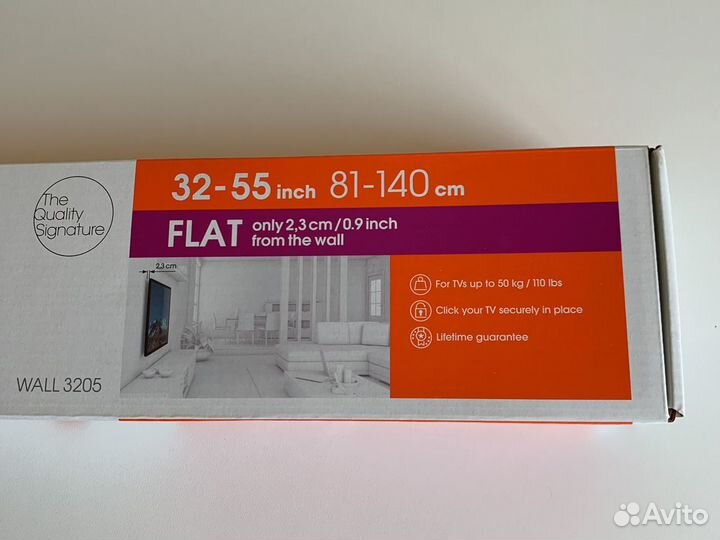 The
Quality
Signature
32-55 inch 81-140 cm
FLAT only 2,3 cm/0.9 inch
from the wall
2,3 cm
For TVs up to 50 kg / 110 lbs
Click your TV securely in place
Lifetime guarantee
WALL 3205
Avito